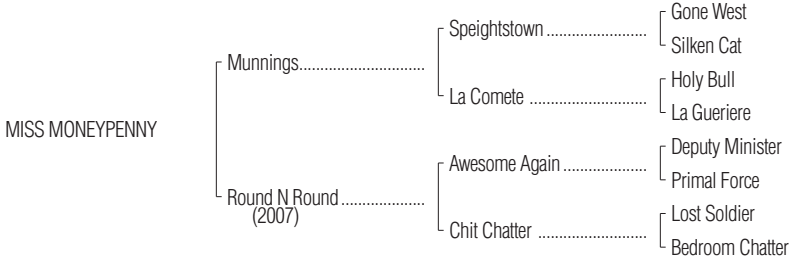 Gone West
Speightstown
Silken Cat
Munnings
Holy Bull
La Comete
La Gueriere
MISS MONEYPENNY
Deputy Minister
Awesome Again
Primal Force
Round N Round
(2007)
Lost Soldier
Chit Chatter
Bedroom Chatter